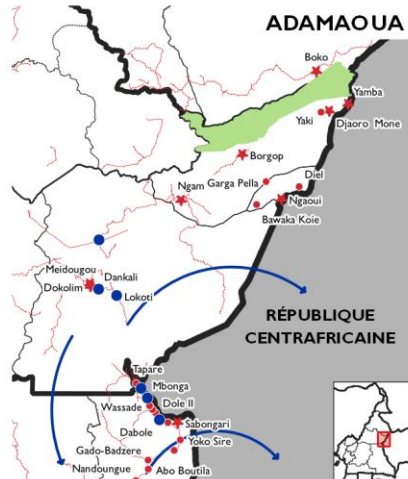 ADAMAOUA
Boko
Yamba
Yaki
Djaoro Mone
Borgop
Ngam
Garga Pella
Diel
Ngaoui
Bawaka Koie
Meidougou
Dankali
Dokolim
Lokoti
RÉPUBLIQUE
CENTRAFRICAINE
Tapare
Mbonga
Wassade
Dole II
Dabole
Sabongari
Yoko Sire
Gado-Badzere
Nandoungue
Abo Boutila